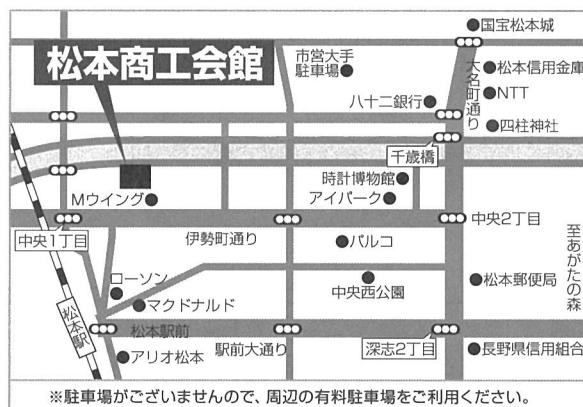 国宝松本城
松本商工会館
市営大手
駐車場
大名町通り
松本信用金庫
八十二銀行
NTT
四柱神社
千歳橋
時計博物館
Mウイング
アイパーク
中央2丁目
中央1丁目
伊勢町通り
パルコ
至あがたの森
ローソン
中央西公園
松本郵便局
マクドナルド
松本駅
松本駅前
駅前大通り
深志2丁目
アリオ松本
長野県信用組合
※駐車場がございませんので、周辺の有料駐車場をご利用ください。